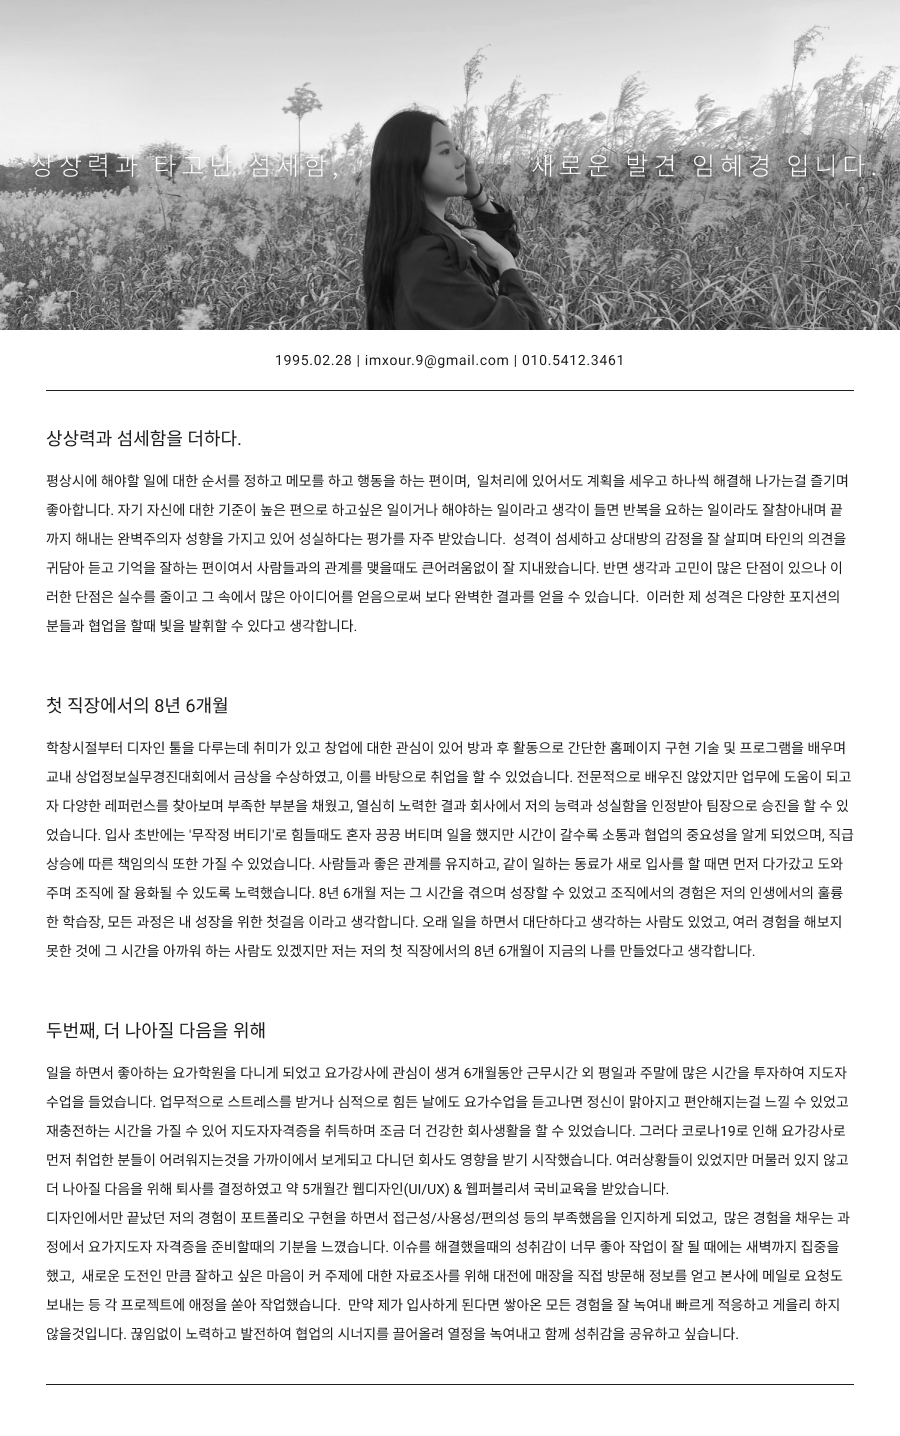 상상력과 타고난 섬세함,
새로운 발견 임혜경 입니다.
1995.02.28 | imxour.9@gmail.com | 010.5412.3461
상상력과 섬세함을 더하다.
평상시에 해야할 일에 대한 순서를 정하고 메모를 하고 행동을 하는 편이며,  일처리에 있어서도 계획을 세우고 하나씩 해결해 나가는걸 즐기며
좋아합니다. 자기 자신에 대한 기준이 높은 편으로 하고싶은 일이거나 해야하는 일이라고 생각이 들면 반복을 요하는 일이라도 잘참아내며 끝
까지 해내는 완벽주의자 성향을 가지고 있어 성실하다는 평가를 자주 받았습니다.  성격이 섬세하고 상대방의 감정을 잘 살피며 타인의 의견을
귀담아 듣고 기억을 잘하는 편이여서 사람들과의 관계를 맺을때도 큰어려움없이 잘 지내왔습니다. 반면 생각과 고민이 많은 단점이 있으나 이
러한 단점은 실수를 줄이고 그 속에서 많은 아이디어를 얻음으로써 보다 완벽한 결과를 얻을 수 있습니다.  이러한 제 성격은 다양한 포지션의
분들과 협업을 할때 빛을 발휘할 수 있다고 생각합니다.
첫 직장에서의 8년 6개월
학창시절부터 디자인 툴을 다루는데 취미가 있고 창업에 대한 관심이 있어 방과 후 활동으로 간단한 홈페이지 구현 기술 및 프로그램을 배우며
교내 상업정보실무경진대회에서 금상을 수상하였고, 이를 바탕으로 취업을 할 수 있었습니다. 전문적으로 배우진 않았지만 업무에 도움이 되고
자 다양한 레퍼런스를 찾아보며 부족한 부분을 채웠고, 열심히 노력한 결과 회사에서 저의 능력과 성실함을 인정받아 팀장으로 승진을 할 수 있
었습니다. 입사 초반에는 '무작정 버티기'로 힘들때도 혼자 끙끙 버티며 일을 했지만 시간이 갈수록 소통과 협업의 중요성을 알게 되었으며, 직급
상승에 따른 책임의식 또한 가질 수 있었습니다. 사람들과 좋은 관계를 유지하고, 같이 일하는 동료가 새로 입사를 할 때면 먼저 다가갔고 도와
주며 조직에 잘 융화될 수 있도록 노력했습니다. 8년 6개월 저는 그 시간을 겪으며 성장할 수 있었고 조직에서의 경험은 저의 인생에서의 훌륭
한 학습장, 모든 과정은 내 성장을 위한 첫걸음 이라고 생각합니다. 오래 일을 하면서 대단하다고 생각하는 사람도 있었고, 여러 경험을 해보지
못한 것에 그 시간을 아까워 하는 사람도 있겠지만 저는 저의 첫 직장에서의 8년 6개월이 지금의 나를 만들었다고 생각합니다.
두번째, 더 나아질 다음을 위해
일을 하면서 좋아하는 요가학원을 다니게 되었고 요가강사에 관심이 생겨 6개월동안 근무시간 외 평일과 주말에 많은 시간을 투자하여 지도자
수업을 들었습니다. 업무적으로 스트레스를 받거나 심적으로 힘든 날에도 요가수업을 듣고나면 정신이 맑아지고 편안해지는걸 느낄 수 있었고
재충전하는 시간을 가질 수 있어 지도자자격증을 취득하며 조금 더 건강한 회사생활을 할 수 있었습니다. 그러다 코로나19로 인해 요가강사로
먼저 취업한 분들이 어려워지는것을 가까이에서 보게되고 다니던 회사도 영향을 받기 시작했습니다. 여러상황들이 있었지만 머물러 있지 않고
더 나아질 다음을 위해 퇴사를 결정하였고 약 5개월간 웹디자인(UI/UX) & 웹퍼블리셔 국비교육을 받았습니다.
디자인에서만 끝났던 저의 경험이 포트폴리오 구현을 하면서 접근성/사용성/편의성 등의 부족했음을 인지하게 되었고,  많은 경험을 채우는 과
정에서 요가지도자 자격증을 준비할때의 기분을 느꼈습니다. 이슈를 해결했을때의 성취감이 너무 좋아 작업이 잘 될 때에는 새벽까지 집중을
했고,  새로운 도전인 만큼 잘하고 싶은 마음이 커 주제에 대한 자료조사를 위해 대전에 매장을 직접 방문해 정보를 얻고 본사에 메일로 요청도
보내는 등 각 프로젝트에 애정을 쏟아 작업했습니다.  만약 제가 입사하게 된다면 쌓아온 모든 경험을 잘 녹여내 빠르게 적응하고 게을리 하지
않을것입니다. 끊임없이 노력하고 발전하여 협업의 시너지를 끌어올려 열정을 녹여내고 함께 성취감을 공유하고 싶습니다.